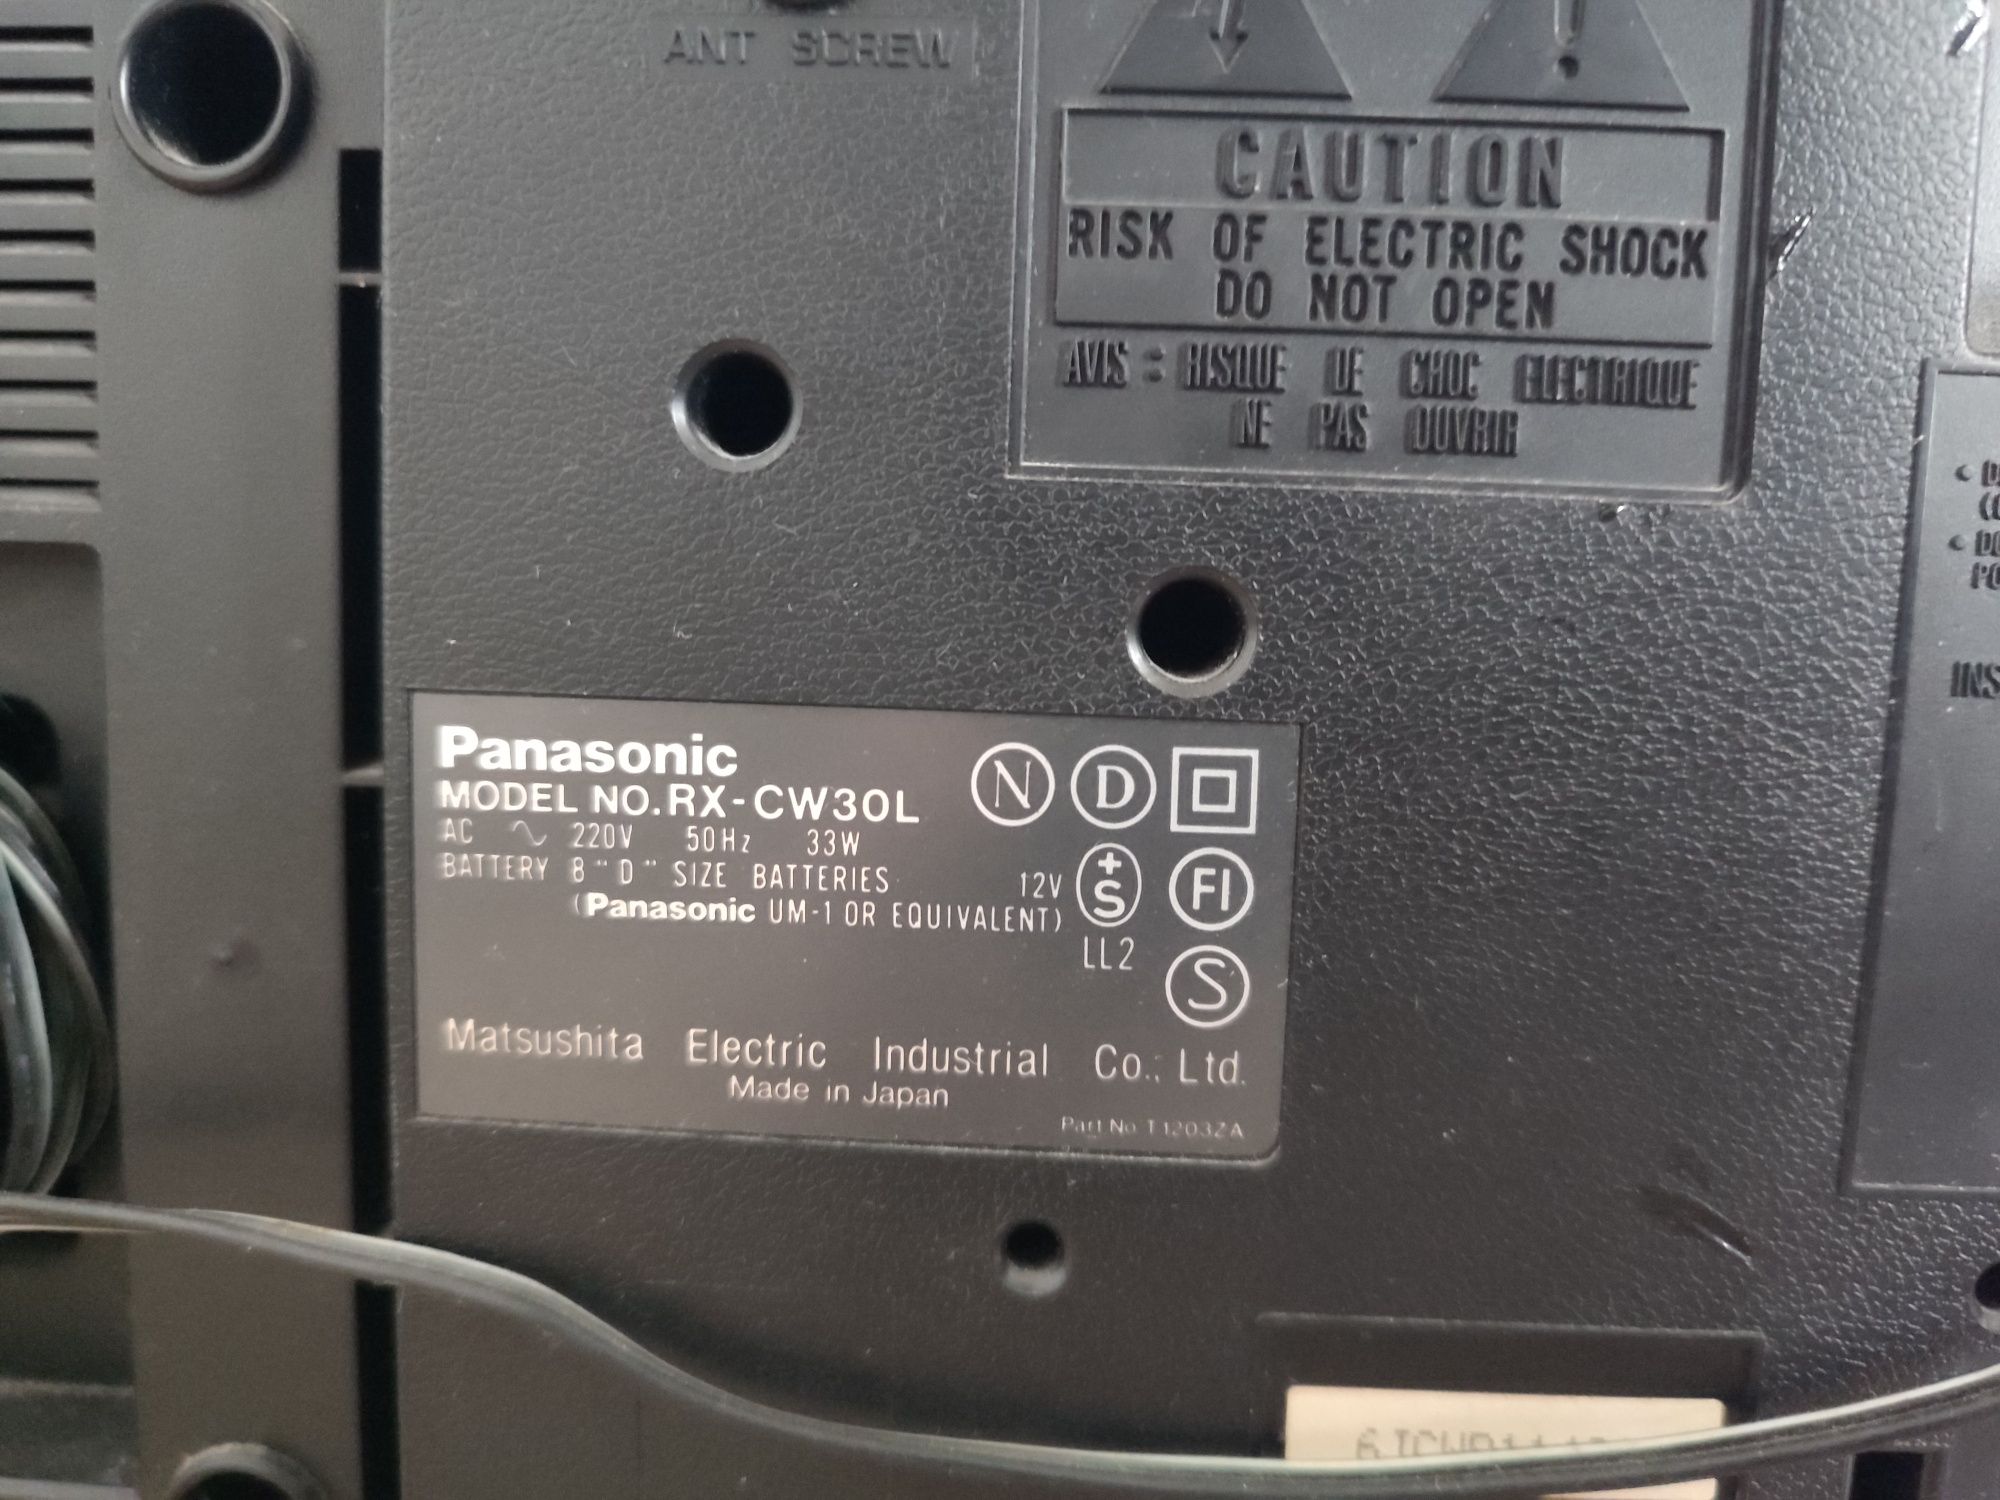 ANT SCREW
CAUTION
RISK OF ELECTRIC SHOCK
DO NOT OPEN
AVIS : RISQUE DE CHOC ELECTRIQUE
NE PAS OUVRIR
INS
Panasonic
MODEL NO. RX-CW30L
AC ∿ 220V 50Hz 33W
BATTERY 8 "D" SIZE BATTERIES 12V
(Panasonic UM-1 OR EQUIVALENT)
N D
+S FI
LL2
S
Matsushita Electric Industrial Co., Ltd.
Made in Japan
Part No T1203ZA